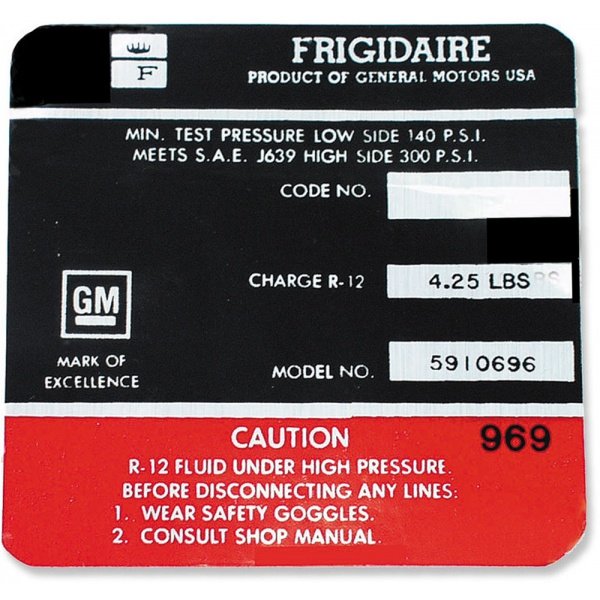 F
FRIGIDAIRE
PRODUCT OF GENERAL MOTORS USA
MIN. TEST PRESSURE LOW SIDE 140 P.S.I.
MEETS S.A.E. J639 HIGH SIDE 300 P.S.I.
CODE NO.
CHARGE R-12 4.25 LBS
GM
MARK OF
EXCELLENCE
MODEL NO. 5910696
CAUTION 969
R-12 FLUID UNDER HIGH PRESSURE.
BEFORE DISCONNECTING ANY LINES:
1. WEAR SAFETY GOGGLES.
2. CONSULT SHOP MANUAL.